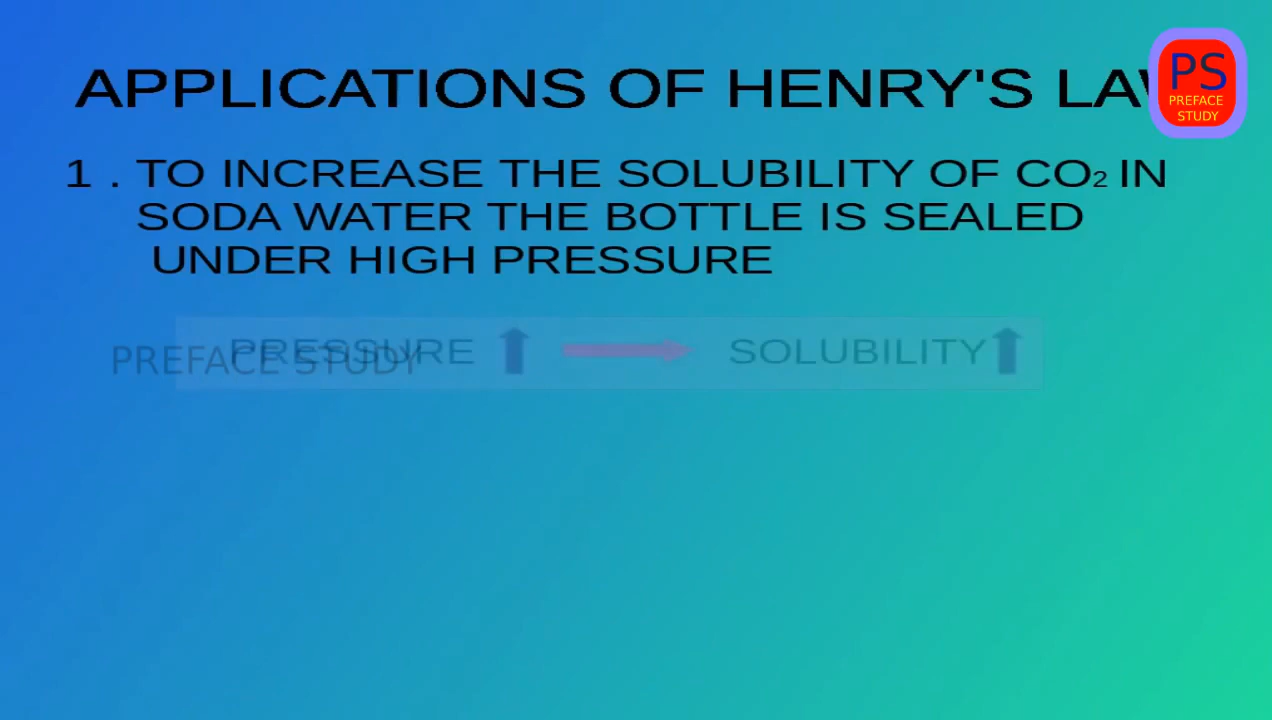 APPLICATIONS OF HENRY'S LAW
PS
PREFACE
STUDY
1 . TO INCREASE THE SOLUBILITY OF CO₂ IN
SODA WATER THE BOTTLE IS SEALED
UNDER HIGH PRESSURE
PRESSURE SOLUBILITY
PREFACE STUDY